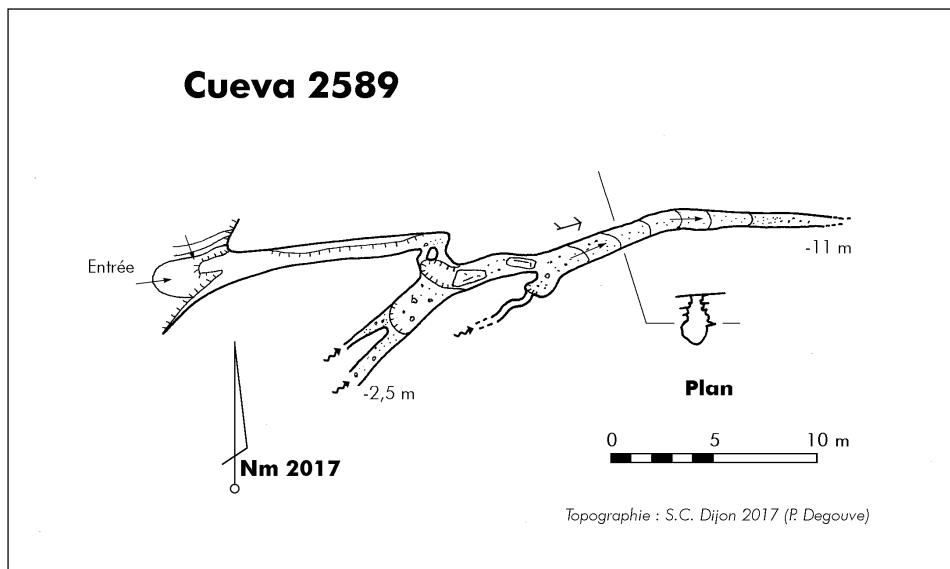 Cueva 2589
Entrée
-11 m
-2,5 m
Plan
0 5 10 m
Nm 2017
Topographie : S.C. Dijon 2017 (P. Degouve)